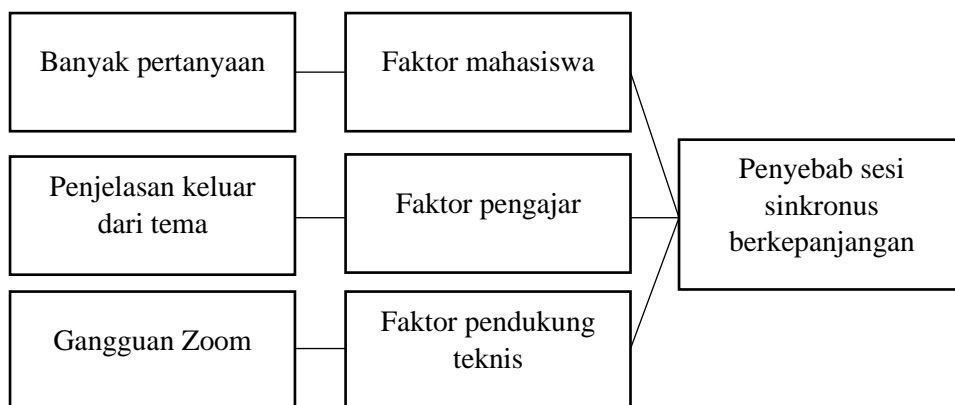 Banyak pertanyaan
Faktor mahasiswa
Penjelasan keluar
dari tema
Faktor pengajar
Penyebab sesi
sinkronus
berkepanjangan
Gangguan Zoom
Faktor pendukung
teknis